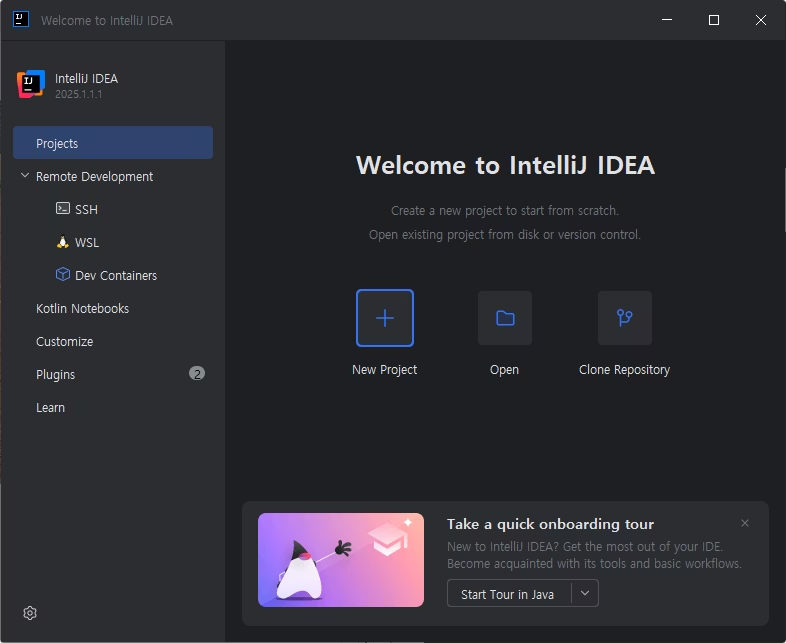 IJ
Welcome to IntelliJ IDEA
IJ
IntelliJ IDEA
2025.1.1.1
Projects
Remote Development
SSH
WSL
Dev Containers
Kotlin Notebooks
Customize
Plugins
2
Learn
Welcome to IntelliJ IDEA
Create a new project to start from scratch.
Open existing project from disk or version control.
New Project
Open
Clone Repository
Take a quick onboarding tour
New to IntelliJ IDEA? Get the most out of your IDE.
Become acquainted with its tools and basic workflows.
Start Tour in Java